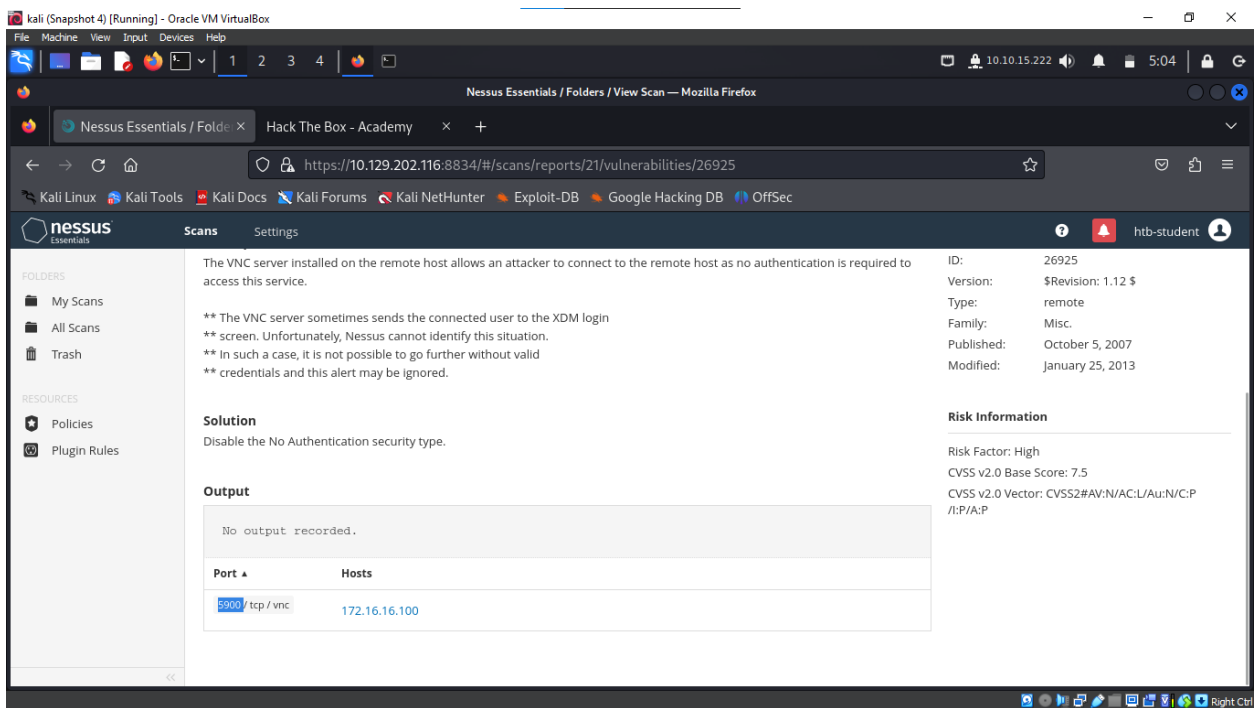 kali (Snapshot 4) [Running] - Oracle VM VirtualBox
File Machine View Input Devices Help
1 2 3 4
10.10.15.222
5:04
Nessus Essentials / Folders / View Scan — Mozilla Firefox
Nessus Essentials / Folde
Hack The Box - Academy
https://10.129.202.116:8834/#/scans/reports/21/vulnerabilities/26925
Kali Linux Kali Tools Kali Docs Kali Forums Kali NetHunter Exploit-DB Google Hacking DB OffSec
nessus
Essentials
Scans Settings
htb-student
FOLDERS
My Scans
All Scans
Trash
RESOURCES
Policies
Plugin Rules
The VNC server installed on the remote host allows an attacker to connect to the remote host as no authentication is required to
access this service.
** The VNC server sometimes sends the connected user to the XDM login
** screen. Unfortunately, Nessus cannot identify this situation.
** In such a case, it is not possible to go further without valid
** credentials and this alert may be ignored.
Solution
Disable the No Authentication security type.
Output
No output recorded.
Port Hosts
5900 / tcp / vnc 172.16.16.100
ID: 26925
Version: $Revision: 1.12 $
Type: remote
Family: Misc.
Published: October 5, 2007
Modified: January 25, 2013
Risk Information
Risk Factor: High
CVSS v2.0 Base Score: 7.5
CVSS v2.0 Vector: CVSS2#AV:N/AC:L/Au:N/C:P
/I:P/A:P
Right Ctrl